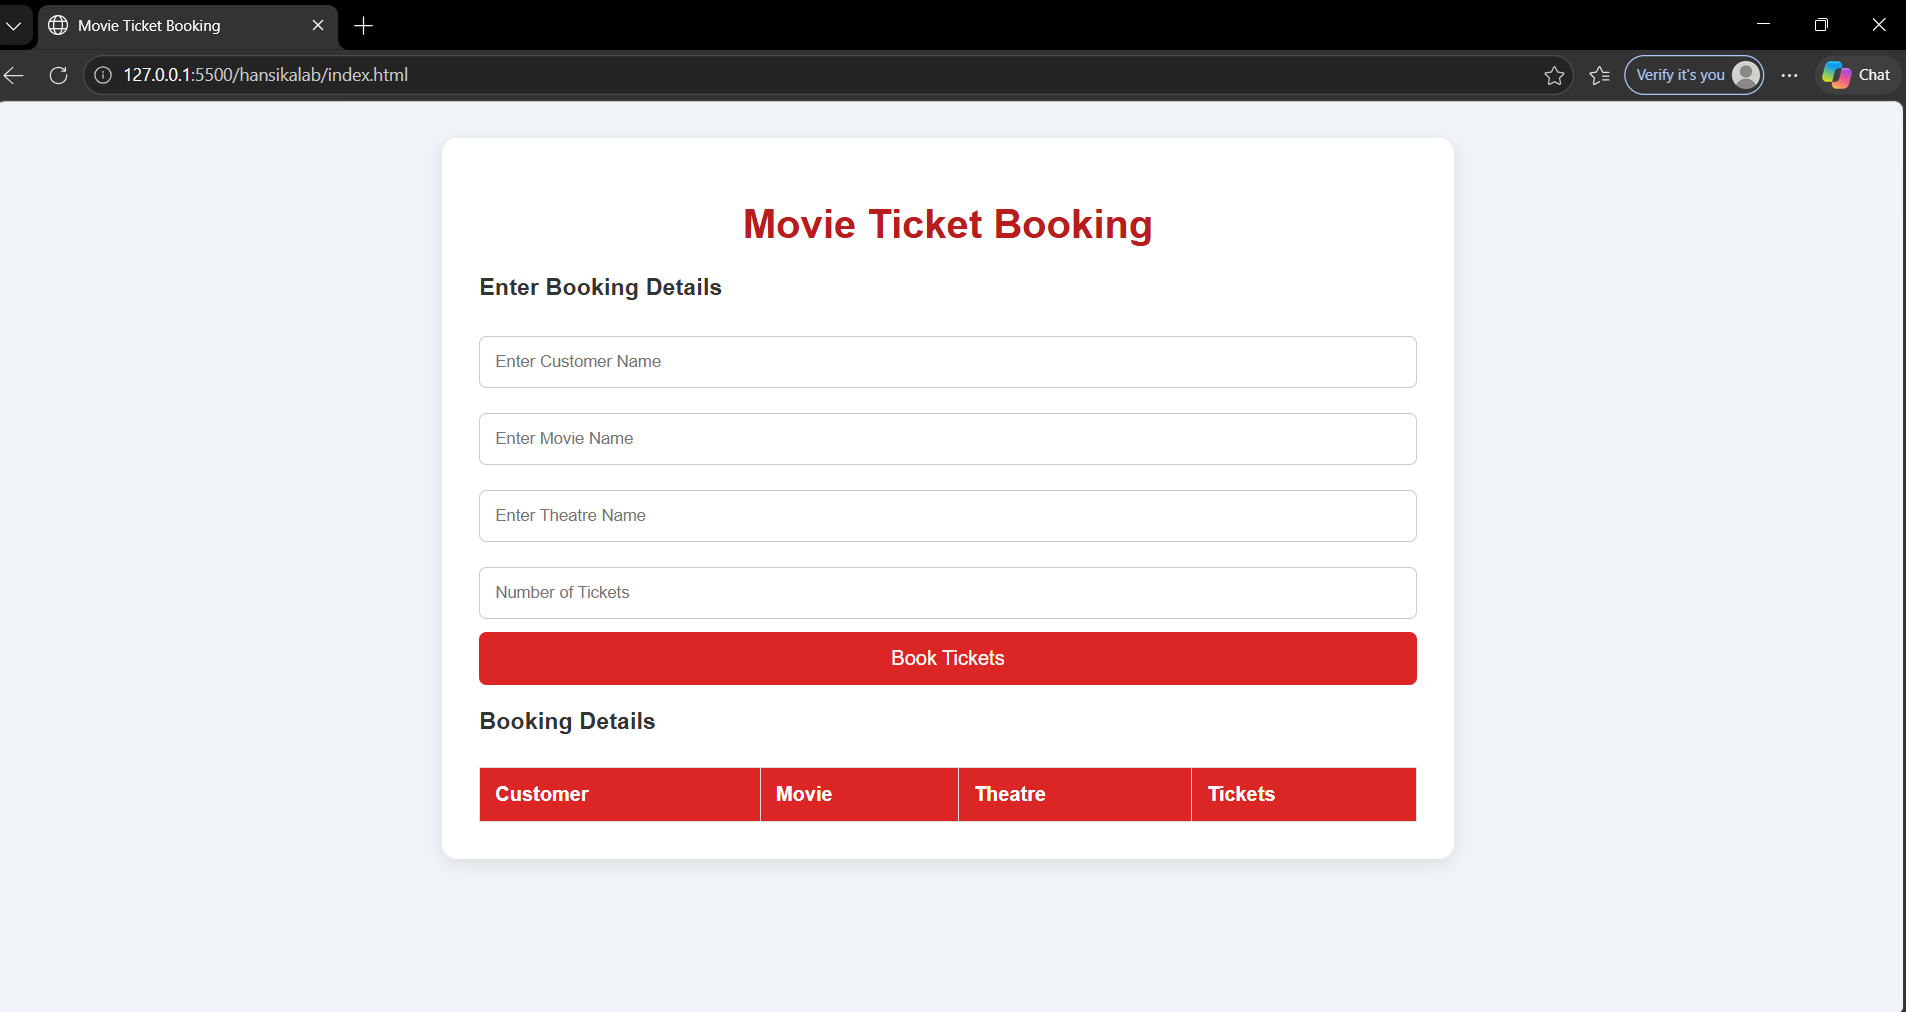 Movie Ticket Booking
127.0.0.1:5500/hansikalab/index.html
Verify it's you
Chat
Movie Ticket Booking
Enter Booking Details
Enter Customer Name
Enter Movie Name
Enter Theatre Name
Number of Tickets
Book Tickets
Booking Details
Customer Movie Theatre Tickets